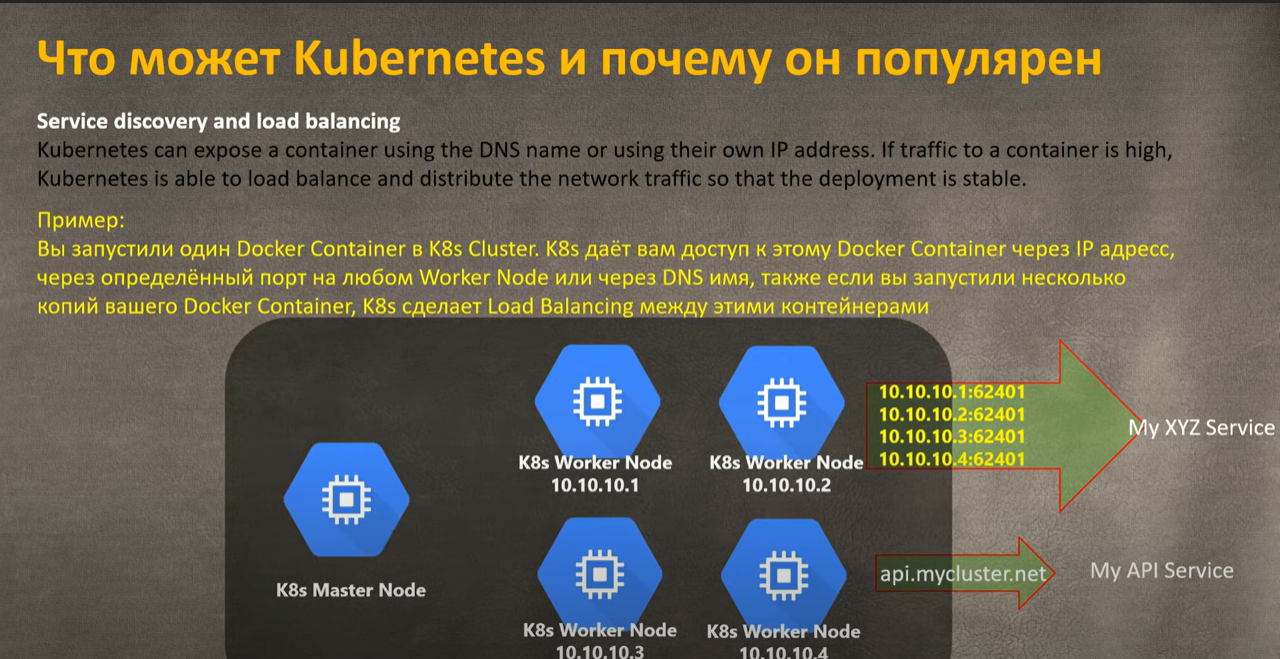 Что может Kubernetes и почему он популярен
Service discovery and load balancing
Kubernetes can expose a container using the DNS name or using their own IP address. If traffic to a container is high,
Kubernetes is able to load balance and distribute the network traffic so that the deployment is stable.
Пример:
Вы запустили один Docker Container в K8s Cluster. K8s даёт вам доступ к этому Docker Container через IP адресс,
через определённый порт на любом Worker Node или через DNS имя, также если вы запустили несколько
копий вашего Docker Container, K8s сделает Load Balancing между этими контейнерами
10.10.10.1:62401
10.10.10.2:62401
10.10.10.3:62401
10.10.10.4:62401
My XYZ Service
K8s Worker Node
10.10.10.1
K8s Worker Node
10.10.10.2
K8s Master Node
api.mycluster.net
My API Service
K8s Worker Node
10.10.10.3
K8s Worker Node
10.10.10.4